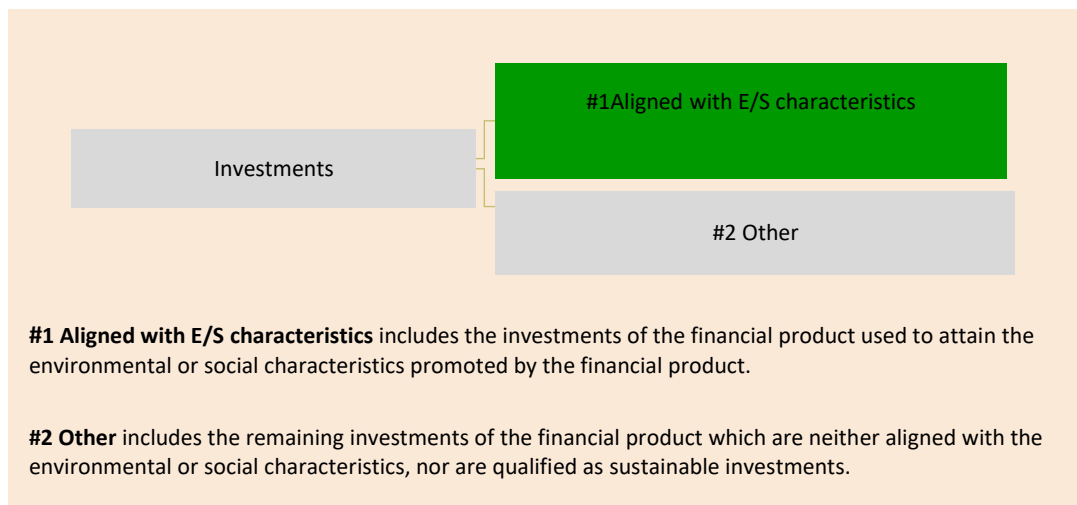 #1Aligned with E/S characteristics
Investments
#2 Other
#1 Aligned with E/S characteristics includes the investments of the financial product used to attain the
environmental or social characteristics promoted by the financial product.
#2 Other includes the remaining investments of the financial product which are neither aligned with the
environmental or social characteristics, nor are qualified as sustainable investments.